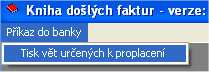 Kniha došlých faktur - verze:
Příkaz do banky
Tisk vět určených k proplacení